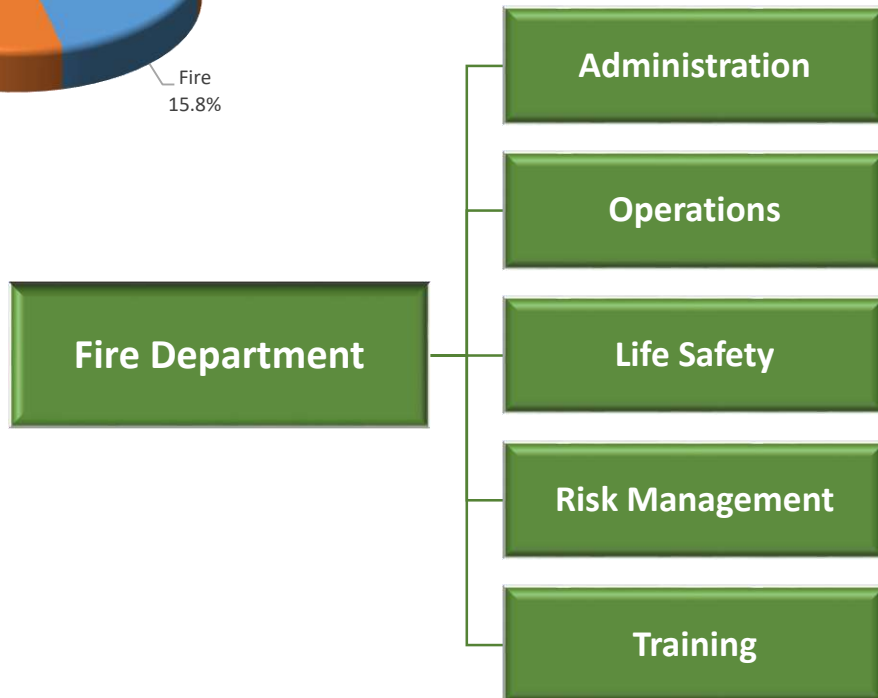 Fire
15.8%
Fire Department
Administration
Operations
Life Safety
Risk Management
Training